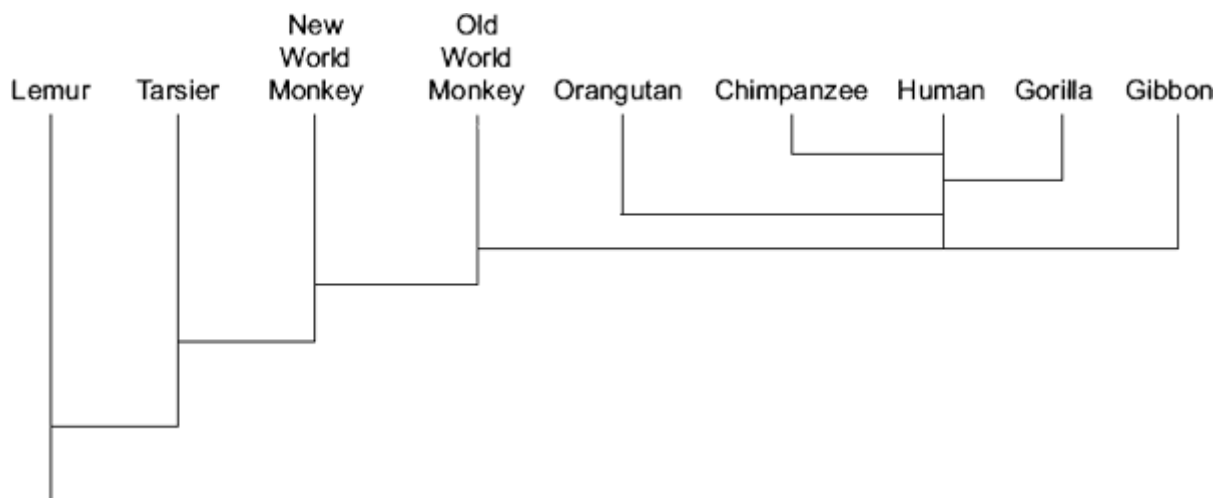 New
World
Monkey
Old
World
Monkey
Lemur
Tarsier
Orangutan
Chimpanzee
Human
Gorilla
Gibbon